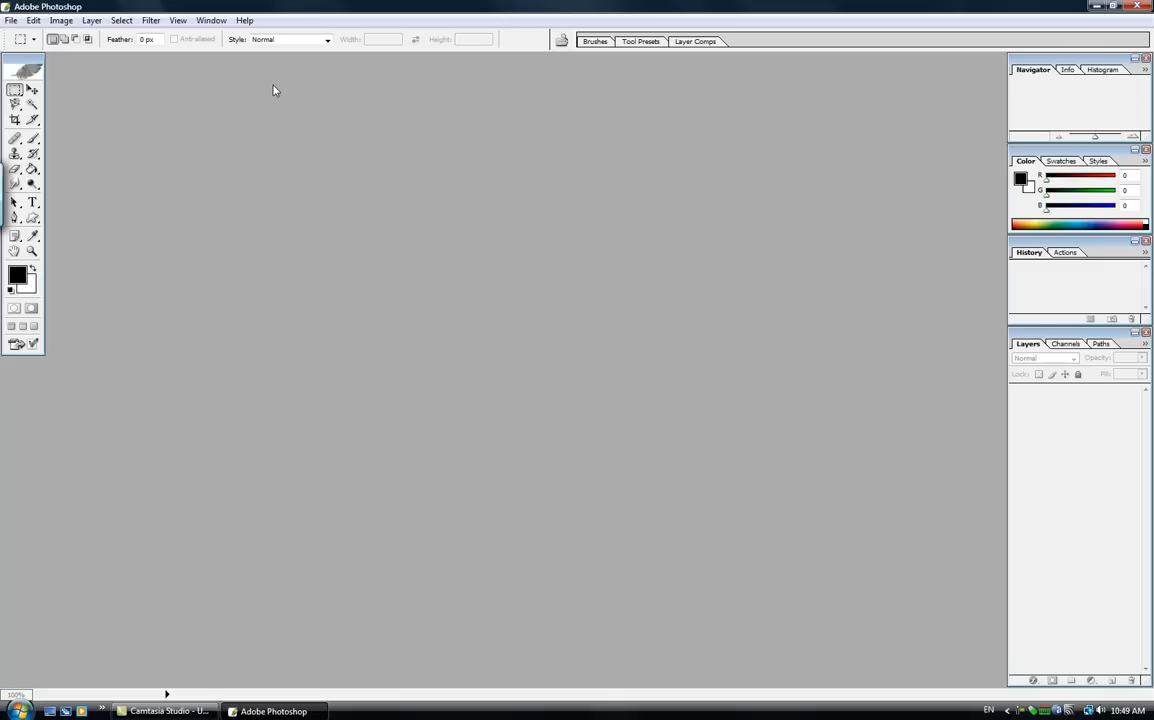 Adobe Photoshop
File Edit Image Layer Select Filter View Window Help
Feather: 0 px Anti-aliased Style: Normal Width: Height: Brushes Tool Presets Layer Comps
Navigator Info Histogram
Color Swatches Styles
R 0
G 0
B 0
History Actions
Layers Channels Paths
Normal Opacity:
Lock: Fill:
100%
Camtasia Studio - U... Adobe Photoshop EN 10:49 AM